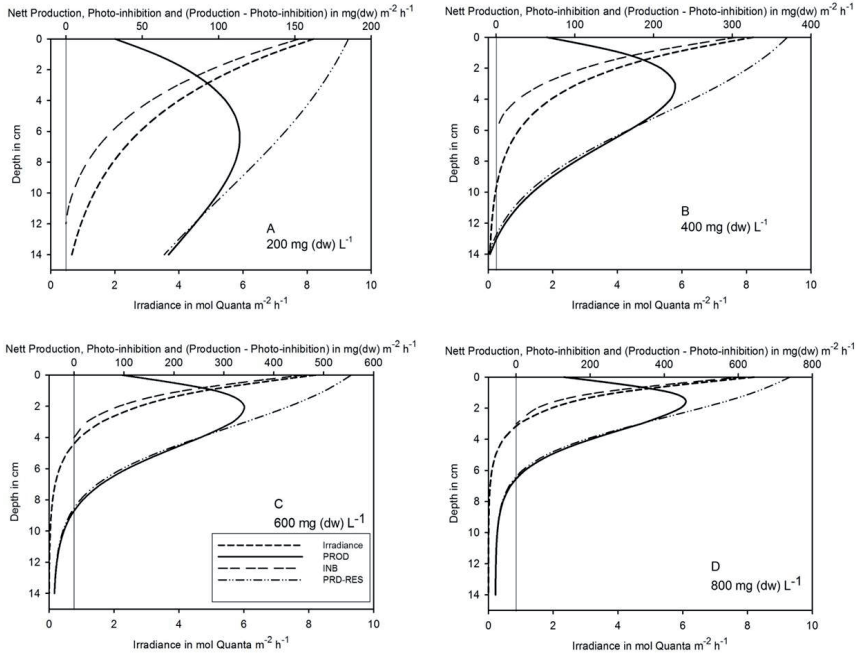 Nett Production, Photo-inhibition and (Production - Photo-inhibition) in mg(dw) m-2 h-1
0 50 100 150 200
0
2
4
6
8
10
12
14
Depth in cm
A
200 mg (dw) L-1
0 2 4 6 8 10
Irradiance in mol Quanta m-2 h-1
Nett Production, Photo-inhibition and (Production - Photo-inhibition) in mg(dw) m-2 h-1
0 100 200 300 400
0
2
4
6
8
10
12
14
Depth in cm
B
400 mg (dw) L-1
0 2 4 6 8 10
Irradiance in mol Quanta m-2 h-1
Nett Production, Photo-inhibition and (Production - Photo-inhibition) in mg(dw) m-2 h-1
0 100 200 300 400 500 600
0
2
4
6
8
10
12
14
Depth in cm
C
600 mg (dw) L-1
Irradiance
PROD
INB
PRD-RES
0 2 4 6 8 10
Irradiance in mol Quanta m-2 h-1
Nett Production, Photo-inhibition and (Production - Photo-inhibition) in mg(dw) m-2 h-1
0 200 400 600 800
0
2
4
6
8
10
12
14
Depth in cm
D
800 mg (dw) L-1
0 2 4 6 8 10
Irradiance in mol Quanta m-2 h-1